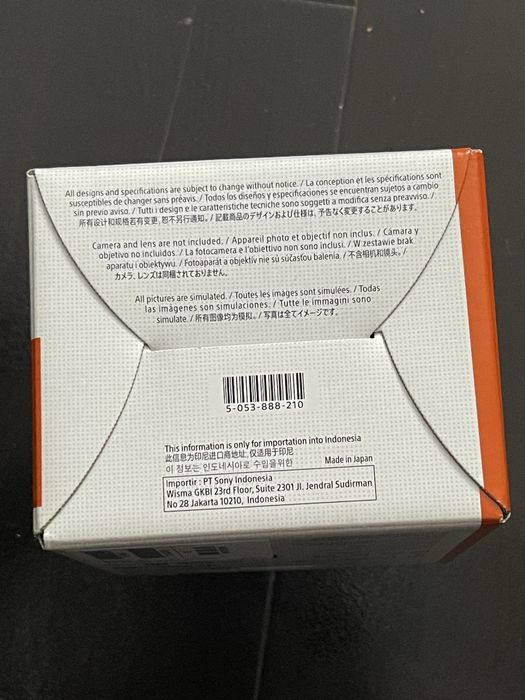 All designs and specifications are subject to change without notice. / La conception et les spécifications sont
susceptibles de changer sans préavis. / Todos los diseños y especificaciones se encuentran sujetos a cambio
sin previo aviso. / Tutti i design e le caratteristiche tecniche sono soggetti a modifica senza preavviso. /
所有设计和规格若有变更，恕不另行通知。/ 記載商品のデザインおよび仕様は、予告なく変更することがあります。
Camera and lens are not included. / Appareil photo et objectif non inclus. / Cámara y
objetivo no incluidos. / La fotocamera e l'obiettivo non sono inclusi. / W zestawie brak
aparatu i obiektywu. / Fotoaparát a objektív nie sú súčasťou balenia. / 不含相机和镜头。/
カメラ、レンズは同梱されておりません。
All pictures are simulated. / Toutes les images sont simulées. / Todas
las imágenes son simulaciones. / Tutte le immagini sono
simulate. / 所有图像均为模拟。/ 写真は全てイメージです。
5-053-888-210
This information is only for importation into Indonesia
此信息为印尼进口商地址, 仅适用于印尼
이 정보는 인도네시아로 수입을위한
Made in Japan
Importir : PT Sony Indonesia
Wisma GKBI 23rd Floor, Suite 2301 Jl. Jendral Sudirman
No 28 Jakarta 10210, Indonesia